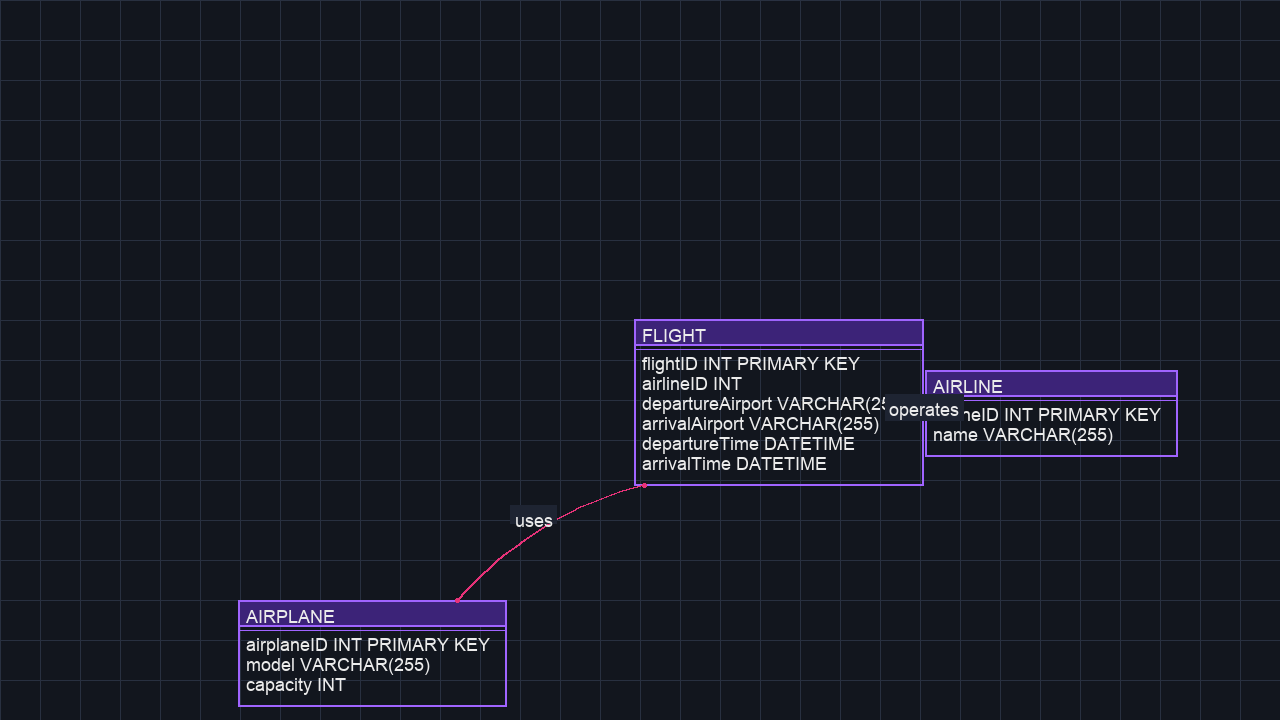 FLIGHT
flightID INT PRIMARY KEY
airlineID INT
departureAirport VARCHAR(25
arrivalAirport VARCHAR(255)
departureTime DATETIME
arrivalTime DATETIME
operates
AIRLINE
neID INT PRIMARY KEY
name VARCHAR(255)
uses
AIRPLANE
airplaneID INT PRIMARY KEY
model VARCHAR(255)
capacity INT